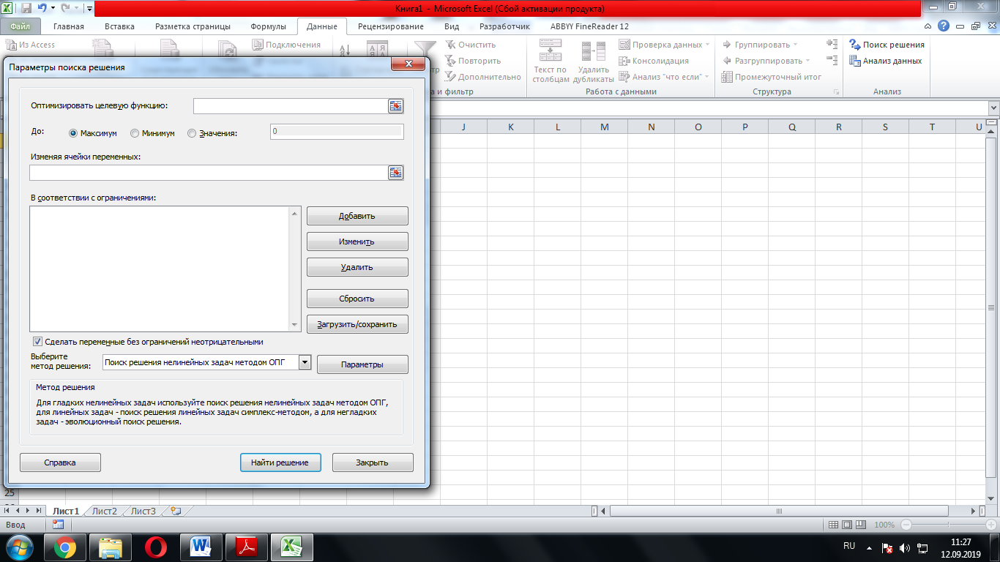 Книга1 - Microsoft Excel (Сбой активации продукта)
Файл Главная Вставка Разметка страницы Формулы Данные Рецензирование Вид Разработчик ABBYY FineReader 12
Из Access Подключения Очистить Повторить Дополнительно
Текст по столбцам Удалить дубликаты Проверка данных Консолидация Анализ "что если"
Группировать Разгруппировать Промежуточный итог
Поиск решения Анализ данных
и фильтр Работа с данными Структура Анализ
Параметры поиска решения
Оптимизировать целевую функцию:
До: Максимум Минимум Значения: 0
Изменяя ячейки переменных:
В соответствии с ограничениями:
Добавить
Изменить
Удалить
Сбросить
Загрузить/сохранить
Сделать переменные без ограничений неотрицательными
Выберите
метод решения: Поиск решения нелинейных задач методом ОПГ Параметры
Метод решения
Для гладких нелинейных задач используйте поиск решения нелинейных задач методом ОПГ,
для линейных задач - поиск решения линейных задач симплекс-методом, а для негладких
задач - эволюционный поиск решения.
Справка Найти решение Закрыть
J K L M N O P Q R S T U
25
Лист1 Лист2 Лист3
Ввод 100%
RU 11:27
12.09.2019